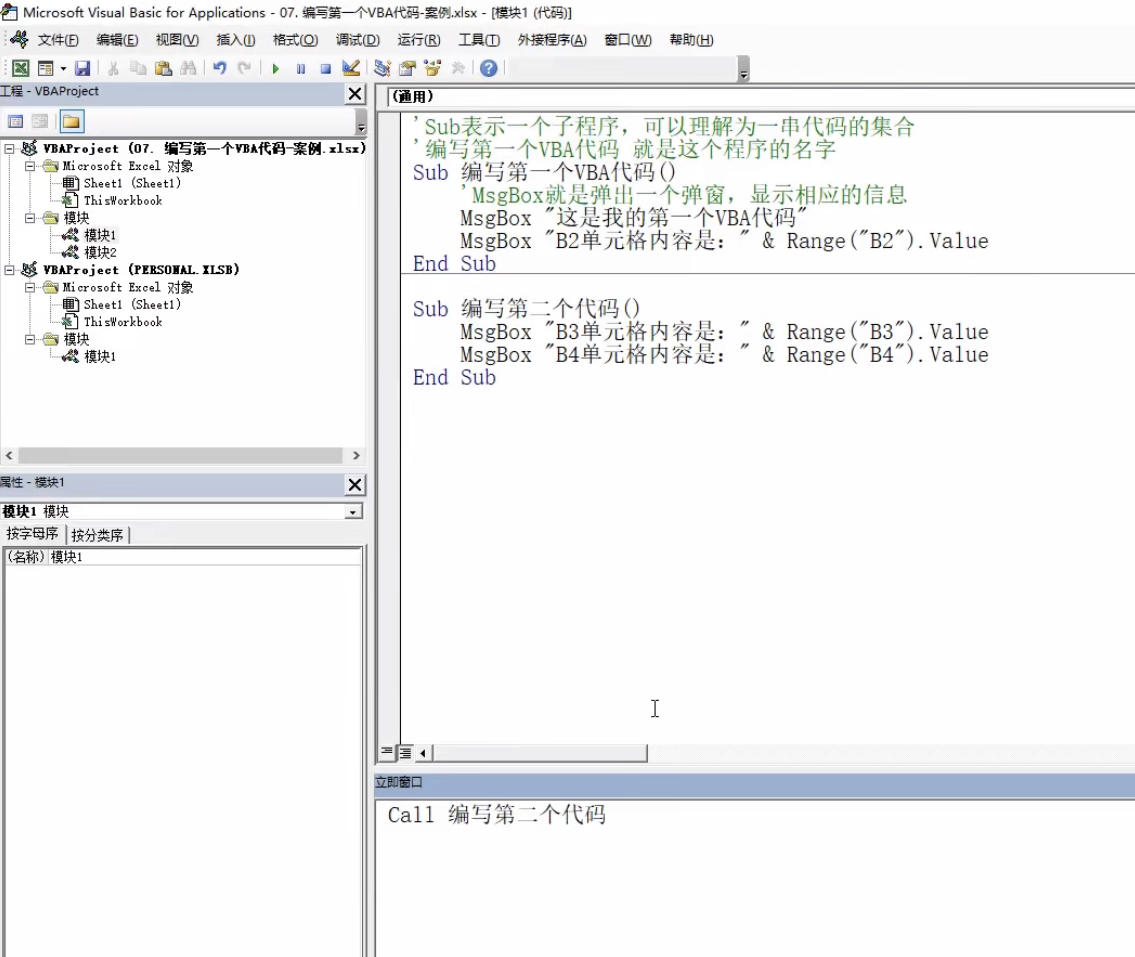 Microsoft Visual Basic for Applications - 07. 编写第一个VBA代码-案例.xlsx - [模块1 (代码)]
文件(F) 编辑(E) 视图(V) 插入(I) 格式(O) 调试(D) 运行(R) 工具(T) 外接程序(A) 窗口(W) 帮助(H)
工程 - VBAProject
VBAProject (07. 编写第一个VBA代码-案例.xlsx)
Microsoft Excel 对象
Sheet1 (Sheet1)
ThisWorkbook
模块
模块1
模块2
VBAProject (PERSONAL.XLSB)
Microsoft Excel 对象
Sheet1 (Sheet1)
ThisWorkbook
模块
模块1
属性 - 模块1
模块1 模块
按字母序 按分类序
(名称) 模块1
(通用)
'Sub表示一个子程序，可以理解为一串代码的集合
'编写第一个VBA代码 就是这个程序的名字
Sub 编写第一个VBA代码()
'MsgBox就是弹出一个弹窗，显示相应的信息
MsgBox "这是我的第一个VBA代码"
MsgBox "B2单元格内容是：" & Range("B2").Value
End Sub
Sub 编写第二个代码()
MsgBox "B3单元格内容是：" & Range("B3").Value
MsgBox "B4单元格内容是：" & Range("B4").Value
End Sub
立即窗口
Call 编写第二个代码